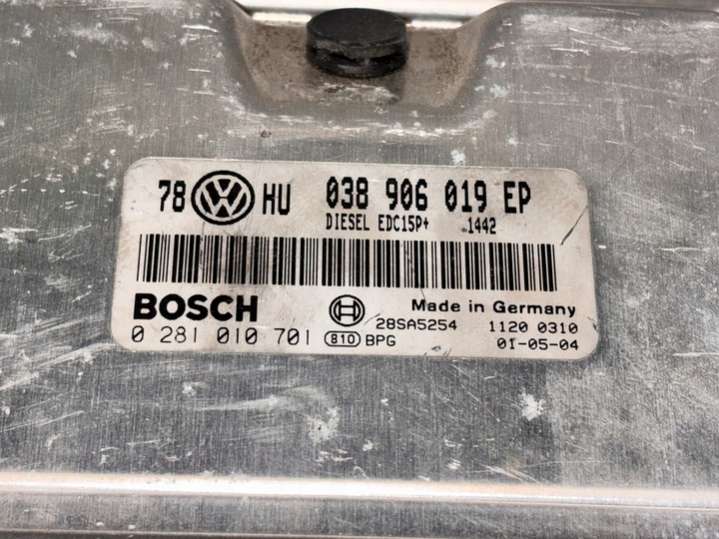 78 VW HU 038 906 019 EP
DIESEL EDC15P+ .1442
BOSCH Made in Germany
28SA5254 1120 0310
0 281 010 701 810 BPG 01-05-04